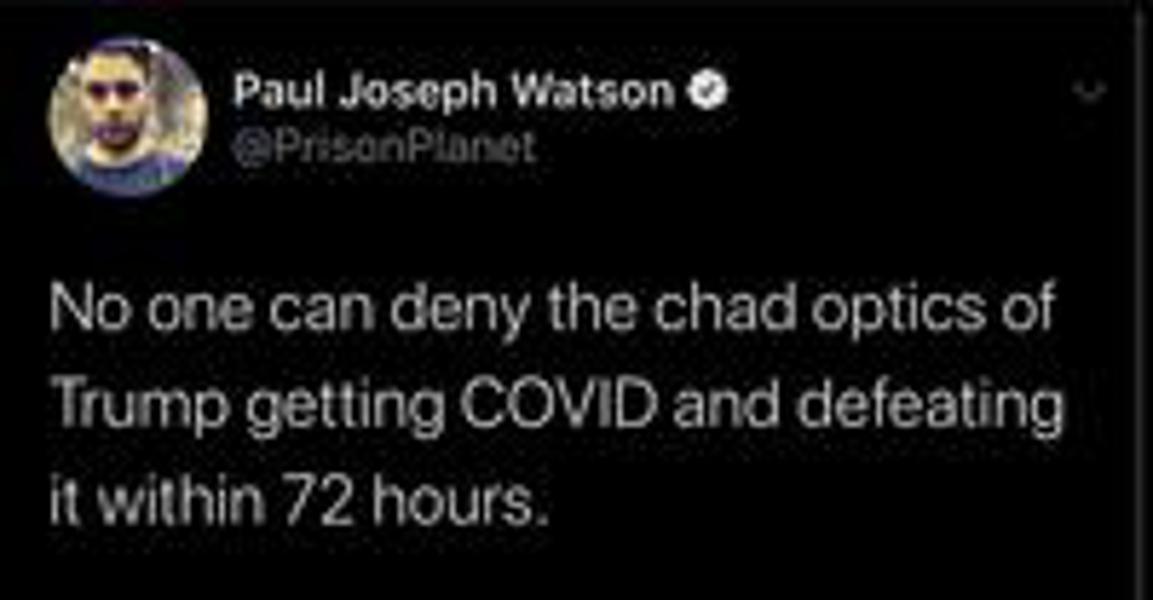 Paul Joseph Watson
@PrisonPlanet
No one can deny the chad optics of
Trump getting COVID and defeating
it within 72 hours.